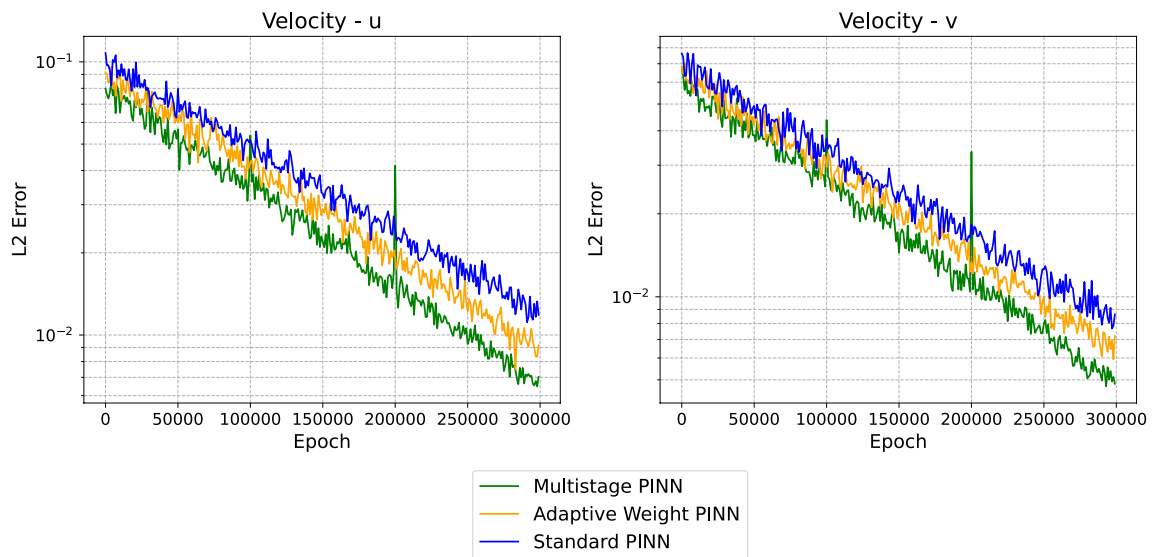 Velocity - u
Velocity - v
10⁻¹
10⁻²
L2 Error
0 50000 100000 150000 200000 250000 300000
Epoch
10⁻²
L2 Error
0 50000 100000 150000 200000 250000 300000
Epoch
Multistage PINN
Adaptive Weight PINN
Standard PINN